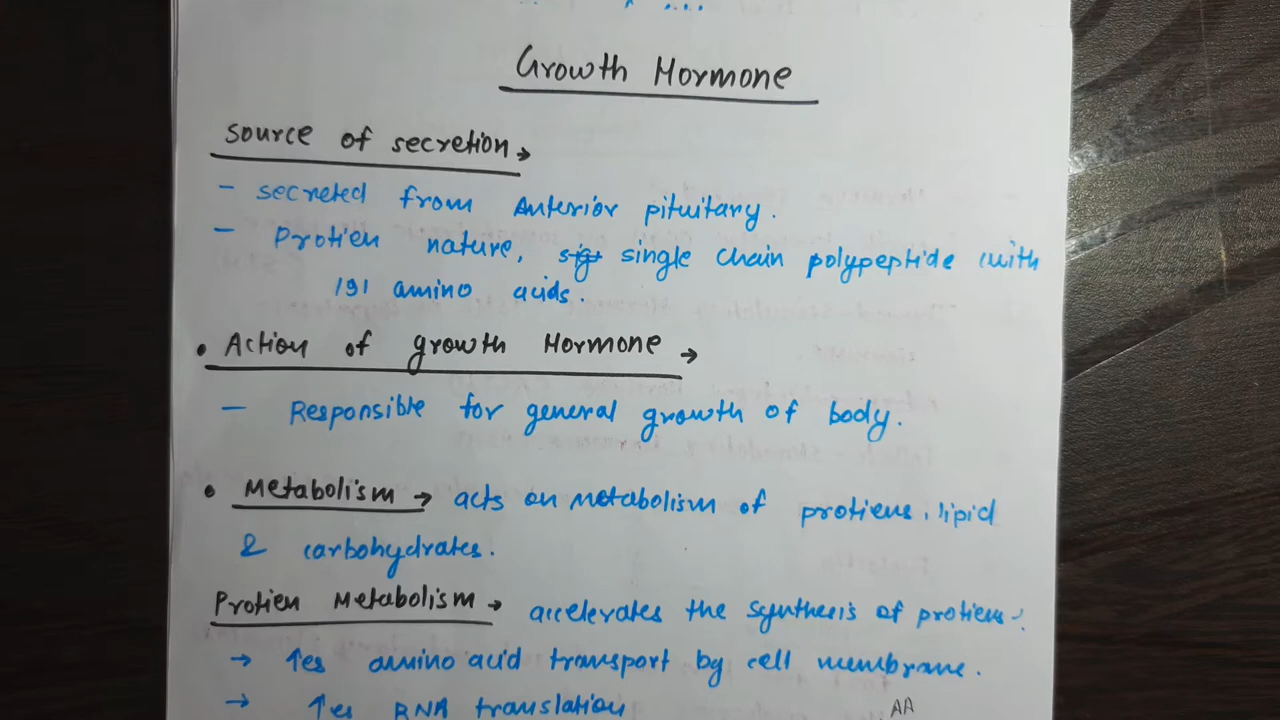 Growth Hormone
Source of secretion →
- secreted from Anterior pituitary.
- Protien nature, single chain polypeptide with
191 amino acids.
• Action of growth Hormone →
- Responsible for general growth of body.
• Metabolism → acts on metabolism of protiens, lipid
& carbohydrates.
Protien Metabolism → accelerates the synthesis of protiens.
→ ↑es amino acid transport by cell membrane.
→ ↑es RNA translation
AA